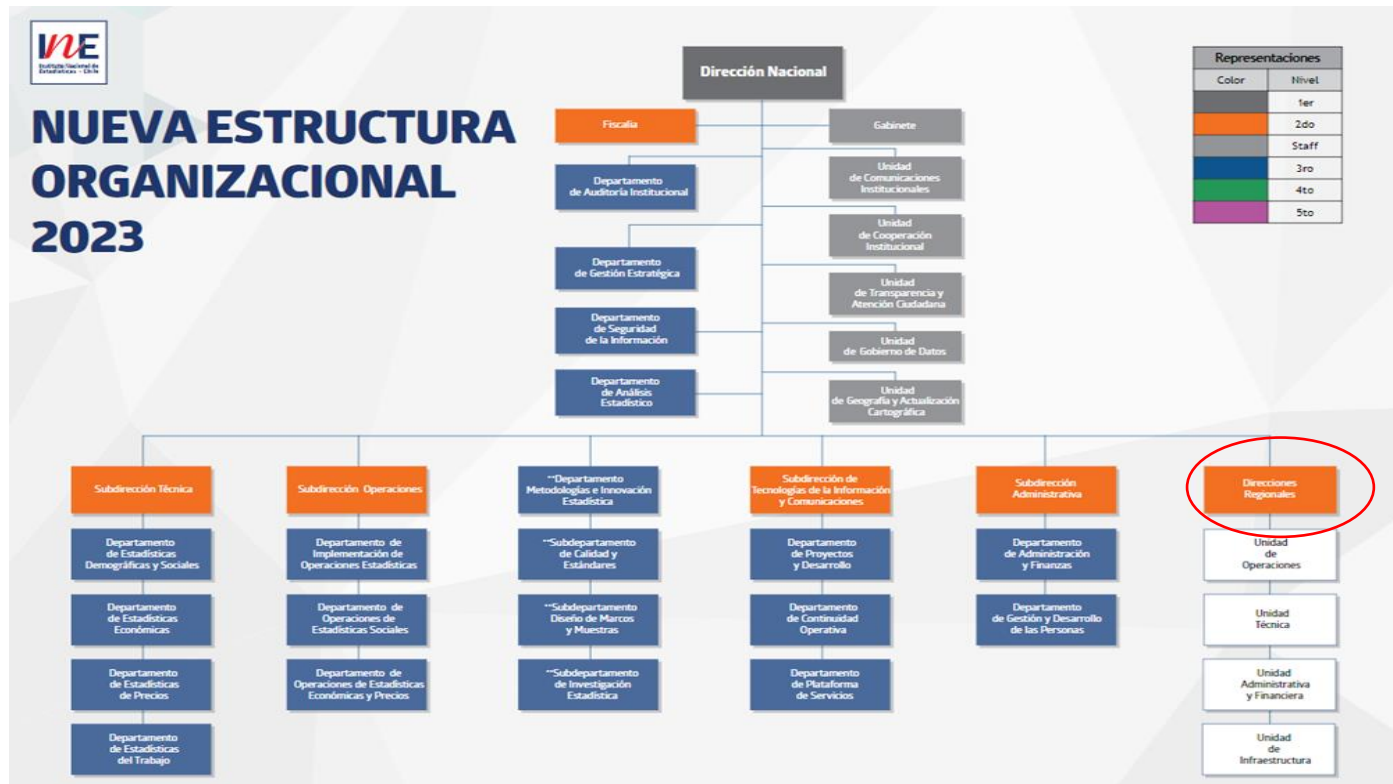 INE
Instituto Nacional de
Estadísticas - Chile
NUEVA ESTRUCTURA
ORGANIZACIONAL
2023
Dirección Nacional
Fiscalía
Gabinete
Departamento
de Auditoría Institucional
Unidad
de Comunicaciones
Institucionales
Unidad
de Cooperación
Institucional
Departamento
de Gestión Estratégica
Unidad
de Transparencia y
Atención Ciudadana
Departamento
de Seguridad
de la Información
Unidad
de Gobierno de Datos
Departamento
de Análisis
Estadístico
Unidad
de Geografía y Actualización
Cartográfica
Representaciones
Color Nivel
1er
2do
Staff
3ro
4to
5to
Subdirección Técnica
Departamento
de Estadísticas
Demográficas y Sociales
Departamento
de Estadísticas
Económicas
Departamento
de Estadísticas
de Precios
Departamento
de Estadísticas
del Trabajo
Subdirección Operaciones
Departamento de
Implementación de
Operaciones Estadísticas
Departamento de
Operaciones de
Estadísticas Sociales
Departamento de
Operaciones de Estadísticas
Económicas y Precios
**Departamento
Metodologías e Innovación
Estadística
**Subdepartamento
de Calidad y
Estándares
**Subdepartamento
Diseño de Marcos
y Muestras
**Subdepartamento
de Investigación
Estadística
Subdirección de
Tecnologías de la Información
y Comunicaciones
Departamento
de Proyectos
y Desarrollo
Departamento
de Continuidad
Operativa
Departamento
de Plataforma
de Servicios
Subdirección
Administrativa
Departamento
de Administración
y Finanzas
Departamento
de Gestión y Desarrollo
de las Personas
Direcciones
Regionales
Unidad
de
Operaciones
Unidad
Técnica
Unidad
Administrativa
y Financiera
Unidad
de
Infraestructura